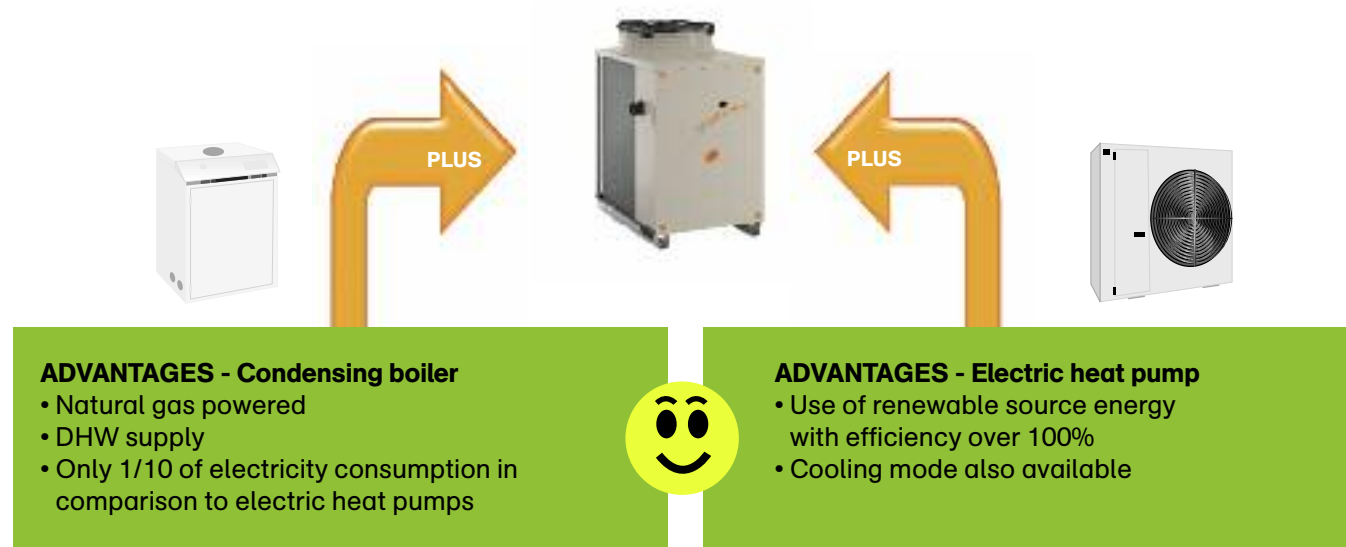 PLUS
PLUS
ADVANTAGES - Condensing boiler
• Natural gas powered
• DHW supply
• Only 1/10 of electricity consumption in
comparison to electric heat pumps
ADVANTAGES - Electric heat pump
• Use of renewable source energy
with efficiency over 100%
• Cooling mode also available